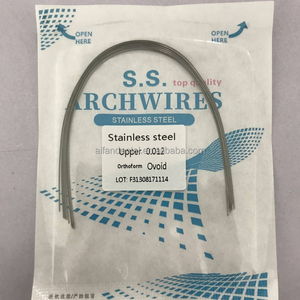 OPEN
HERE
OPEN
HERE
S.S.
top quality
ARCHWIRES
STAINLESS STEEL
Stainless steel
Upper 0.012
Orthoform Ovoid
LOT: F31308171114